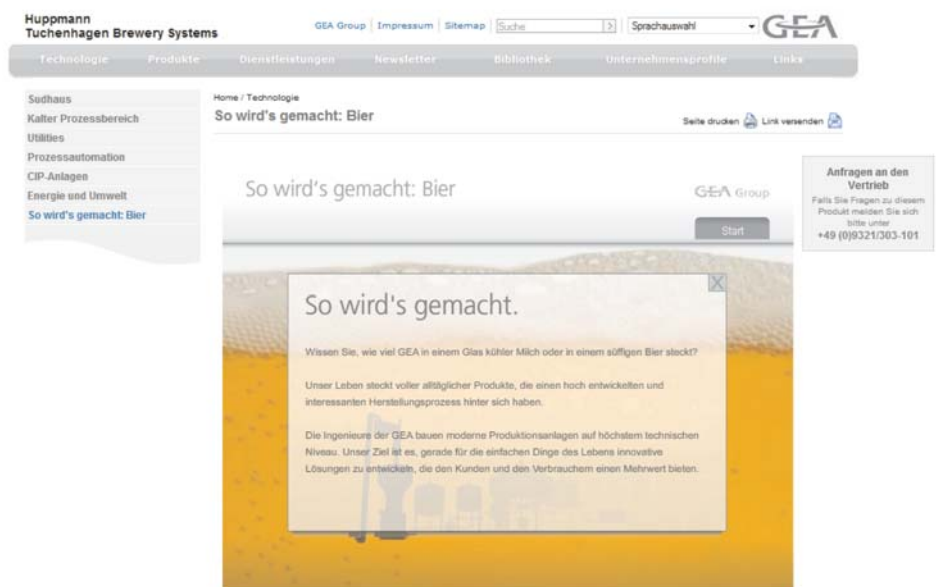 Huppmann
Tuchenhagen Brewery Systems
GEA Group | Impressum | Sitemap
Suche
Sprachauswahl
GEA
Technologie Produkte Dienstleistungen Newsletter Bibliothek Unternehmensprofile Links
Sudhaus
Kalter Prozessbereich
Utilities
Prozessautomation
CIP-Anlagen
Energie und Umwelt
So wird's gemacht: Bier
Home / Technologie
So wird's gemacht: Bier
Seite drucken Link versenden
So wird's gemacht: Bier
GEA Group
Start
So wird's gemacht.
X
Wissen Sie, wie viel GEA in einem Glas kühler Milch oder in einem süffigen Bier steckt?
Unser Leben steckt voller alltäglicher Produkte, die einen hoch entwickelten und
interessanten Herstellungsprozess hinter sich haben.
Die Ingenieure der GEA bauen moderne Produktionsanlagen auf höchstem technischen
Niveau. Unser Ziel ist es, gerade für die einfachen Dinge des Lebens innovative
Lösungen zu entwickeln, die den Kunden und den Verbrauchern einen Mehrwert bieten.
Anfragen an den
Vertrieb
Falls Sie Fragen zu diesem
Produkt haben melden Sie sich
bitte unter
+49 (0)9321/303-101